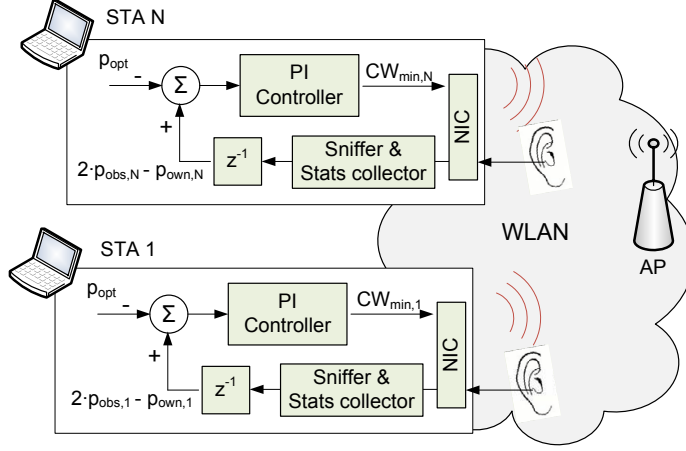 STA N
p_opt
-
Σ
PI
Controller
CW_min,N
NIC
+
z^-1
Sniffer &
Stats collector
2·p_obs,N - p_own,N
WLAN
AP
STA 1
p_opt
-
Σ
PI
Controller
CW_min,1
NIC
+
z^-1
Sniffer &
Stats collector
2·p_obs,1 - p_own,1